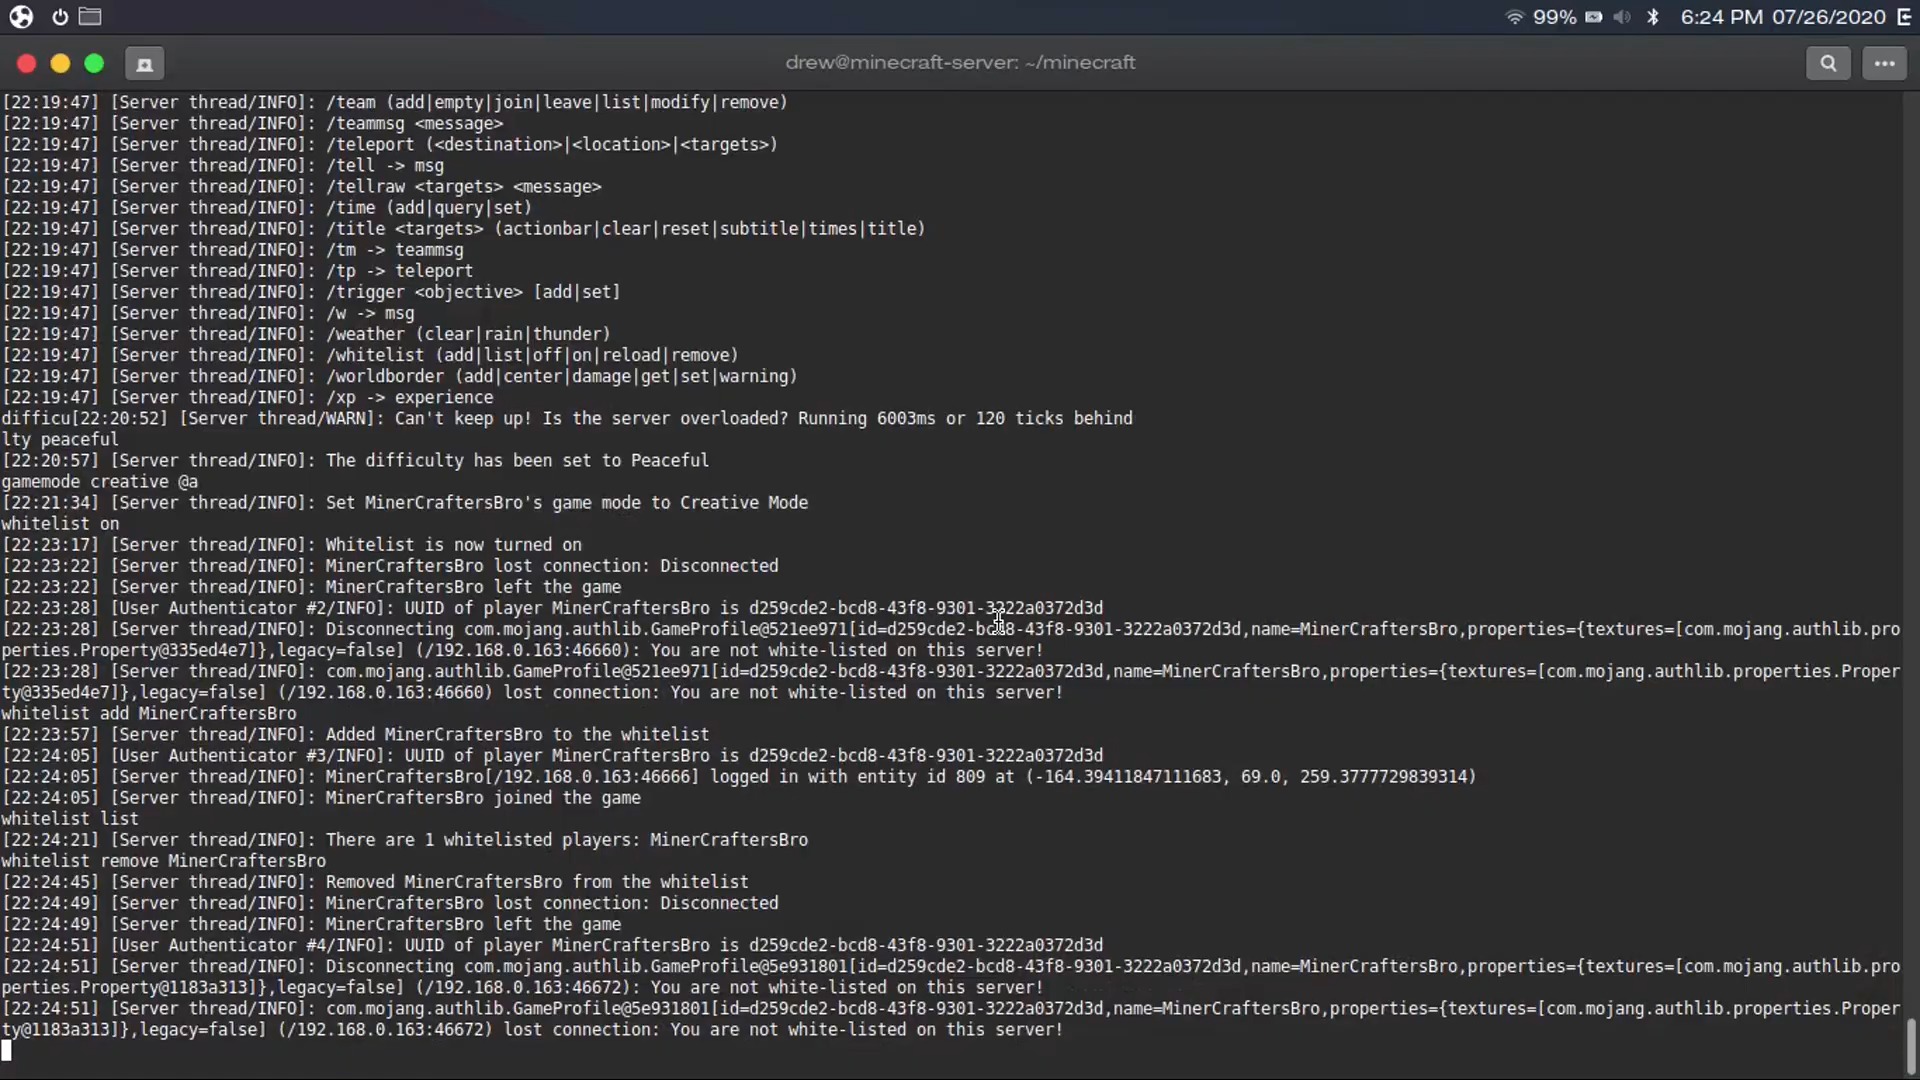 99% 6:24 PM 07/26/2020
drew@minecraft-server: ~/minecraft
[22:19:47] [Server thread/INFO]: /team (add|empty|join|leave|list|modify|remove)
[22:19:47] [Server thread/INFO]: /teammsg <message>
[22:19:47] [Server thread/INFO]: /teleport (<destination>|<location>|<targets>)
[22:19:47] [Server thread/INFO]: /tell -> msg
[22:19:47] [Server thread/INFO]: /tellraw <targets> <message>
[22:19:47] [Server thread/INFO]: /time (add|query|set)
[22:19:47] [Server thread/INFO]: /title <targets> (actionbar|clear|reset|subtitle|times|title)
[22:19:47] [Server thread/INFO]: /tm -> teammsg
[22:19:47] [Server thread/INFO]: /tp -> teleport
[22:19:47] [Server thread/INFO]: /trigger <objective> [add|set]
[22:19:47] [Server thread/INFO]: /w -> msg
[22:19:47] [Server thread/INFO]: /weather (clear|rain|thunder)
[22:19:47] [Server thread/INFO]: /whitelist (add|list|off|on|reload|remove)
[22:19:47] [Server thread/INFO]: /worldborder (add|center|damage|get|set|warning)
[22:19:47] [Server thread/INFO]: /xp -> experience
difficu[22:20:52] [Server thread/WARN]: Can't keep up! Is the server overloaded? Running 6003ms or 120 ticks behind
lty peaceful
[22:20:57] [Server thread/INFO]: The difficulty has been set to Peaceful
gamemode creative @a
[22:21:34] [Server thread/INFO]: Set MinerCraftersBro's game mode to Creative Mode
whitelist on
[22:23:17] [Server thread/INFO]: Whitelist is now turned on
[22:23:22] [Server thread/INFO]: MinerCraftersBro lost connection: Disconnected
[22:23:22] [Server thread/INFO]: MinerCraftersBro left the game
[22:23:28] [User Authenticator #2/INFO]: UUID of player MinerCraftersBro is d259cde2-bcd8-43f8-9301-3222a0372d3d
[22:23:28] [Server thread/INFO]: Disconnecting com.mojang.authlib.GameProfile@521ee971[id=d259cde2-bcd8-43f8-9301-3222a0372d3d,name=MinerCraftersBro,properties={textures=[com.mojang.authlib.pro
perties.Property@335ed4e7]},legacy=false] (/192.168.0.163:46660): You are not white-listed on this server!
[22:23:28] [Server thread/INFO]: com.mojang.authlib.GameProfile@521ee971[id=d259cde2-bcd8-43f8-9301-3222a0372d3d,name=MinerCraftersBro,properties={textures=[com.mojang.authlib.properties.Proper
ty@335ed4e7]},legacy=false] (/192.168.0.163:46660) lost connection: You are not white-listed on this server!
whitelist add MinerCraftersBro
[22:23:57] [Server thread/INFO]: Added MinerCraftersBro to the whitelist
[22:24:05] [User Authenticator #3/INFO]: UUID of player MinerCraftersBro is d259cde2-bcd8-43f8-9301-3222a0372d3d
[22:24:05] [Server thread/INFO]: MinerCraftersBro[/192.168.0.163:46666] logged in with entity id 809 at (-164.39411847111683, 69.0, 259.3777729839314)
[22:24:05] [Server thread/INFO]: MinerCraftersBro joined the game
whitelist list
[22:24:21] [Server thread/INFO]: There are 1 whitelisted players: MinerCraftersBro
whitelist remove MinerCraftersBro
[22:24:45] [Server thread/INFO]: Removed MinerCraftersBro from the whitelist
[22:24:49] [Server thread/INFO]: MinerCraftersBro lost connection: Disconnected
[22:24:49] [Server thread/INFO]: MinerCraftersBro left the game
[22:24:51] [User Authenticator #4/INFO]: UUID of player MinerCraftersBro is d259cde2-bcd8-43f8-9301-3222a0372d3d
[22:24:51] [Server thread/INFO]: Disconnecting com.mojang.authlib.GameProfile@5e931801[id=d259cde2-bcd8-43f8-9301-3222a0372d3d,name=MinerCraftersBro,properties={textures=[com.mojang.authlib.pro
perties.Property@1183a313]},legacy=false] (/192.168.0.163:46672): You are not white-listed on this server!
[22:24:51] [Server thread/INFO]: com.mojang.authlib.GameProfile@5e931801[id=d259cde2-bcd8-43f8-9301-3222a0372d3d,name=MinerCraftersBro,properties={textures=[com.mojang.authlib.properties.Proper
ty@1183a313]},legacy=false] (/192.168.0.163:46672) lost connection: You are not white-listed on this server!